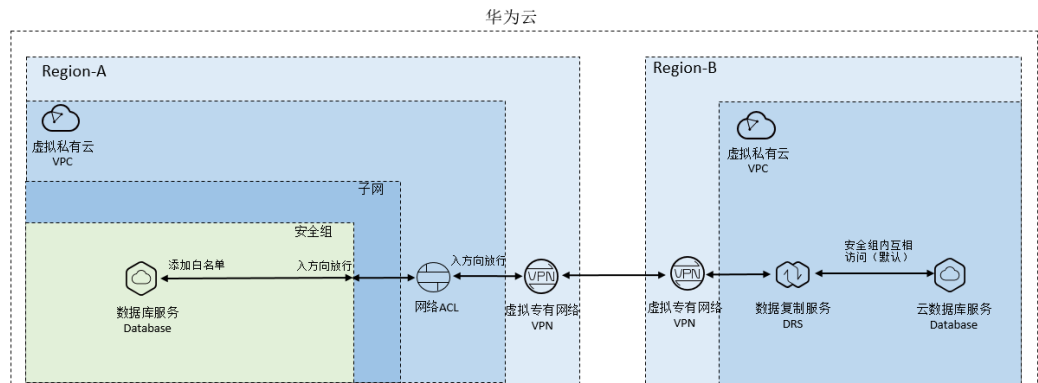 华为云
Region-A
Region-B
虚拟私有云
VPC
虚拟私有云
VPC
子网
安全组
添加白名单
入方向放行
入方向放行
安全组内互相
访问（默认）
数据库服务
Database
网络ACL
虚拟专有网络
VPN
VPN
虚拟专有网络
VPN
VPN
数据复制服务
DRS
云数据库服务
Database